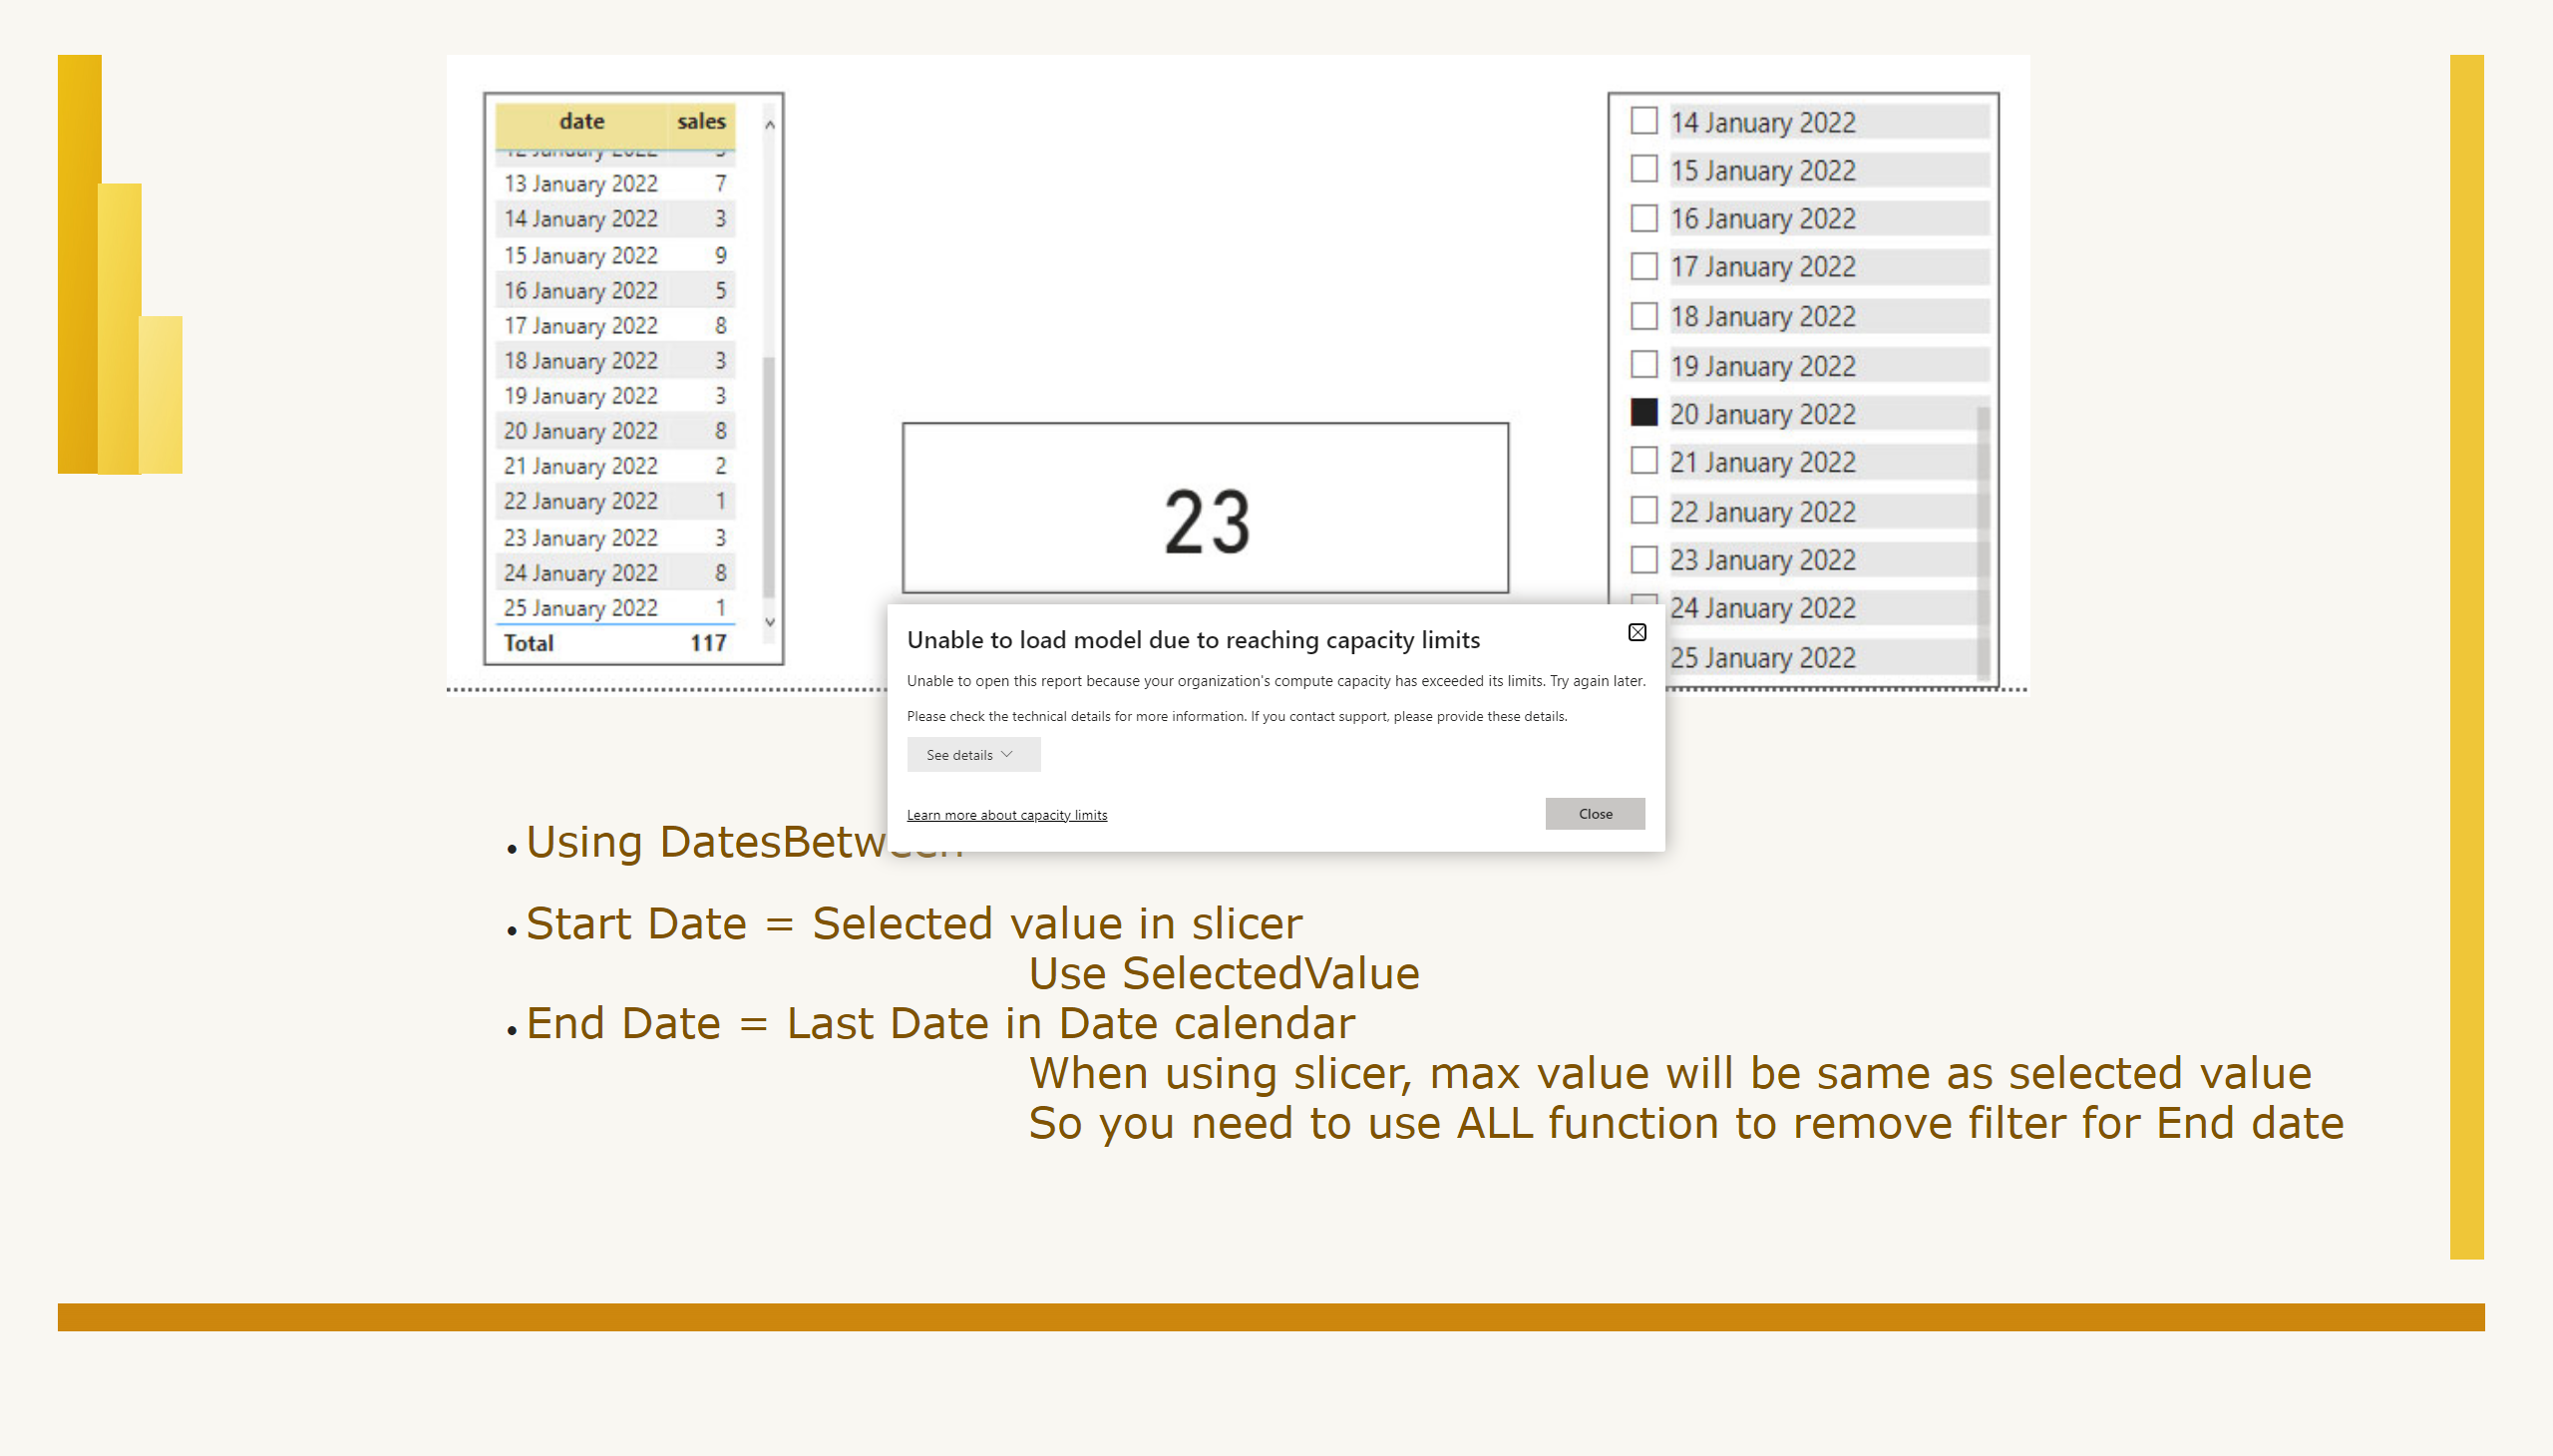 date sales
13 January 2022 7
14 January 2022 3
15 January 2022 9
16 January 2022 5
17 January 2022 8
18 January 2022 3
19 January 2022 3
20 January 2022 8
21 January 2022 2
22 January 2022 1
23 January 2022 3
24 January 2022 8
25 January 2022 1
Total 117
23
14 January 2022
15 January 2022
16 January 2022
17 January 2022
18 January 2022
19 January 2022
20 January 2022
21 January 2022
22 January 2022
23 January 2022
24 January 2022
25 January 2022
Unable to load model due to reaching capacity limits
Unable to open this report because your organization's compute capacity has exceeded its limits. Try again later.
Please check the technical details for more information. If you contact support, please provide these details.
See details
Learn more about capacity limits
Close
• Using DatesBetween
• Start Date = Selected value in slicer
Use SelectedValue
• End Date = Last Date in Date calendar
When using slicer, max value will be same as selected value
So you need to use ALL function to remove filter for End date